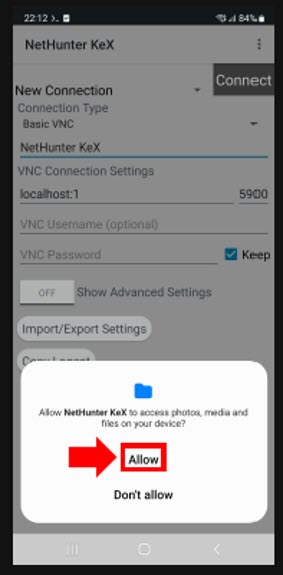 22:12 84%
NetHunter KeX
Connect
New Connection
Connection Type
Basic VNC
NetHunter KeX
VNC Connection Settings
localhost:1 5900
VNC Username (optional)
VNC Password Keep
OFF Show Advanced Settings
Import/Export Settings
Copy Logcat
Allow NetHunter KeX to access photos, media and
files on your device?
Allow
Don't allow